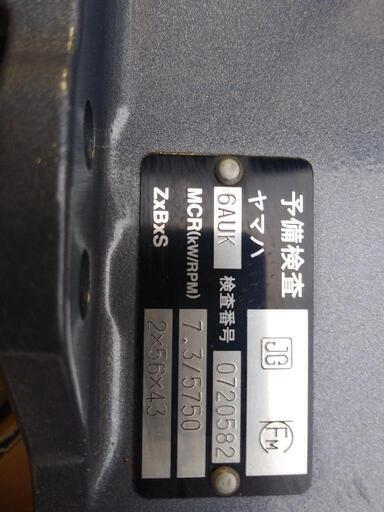 予備検査 JG FM
ヤマハ
6AUK 検査番号 0720582
MCR(kW/RPM) 7.3/5750
ZxBxS 2×56×43